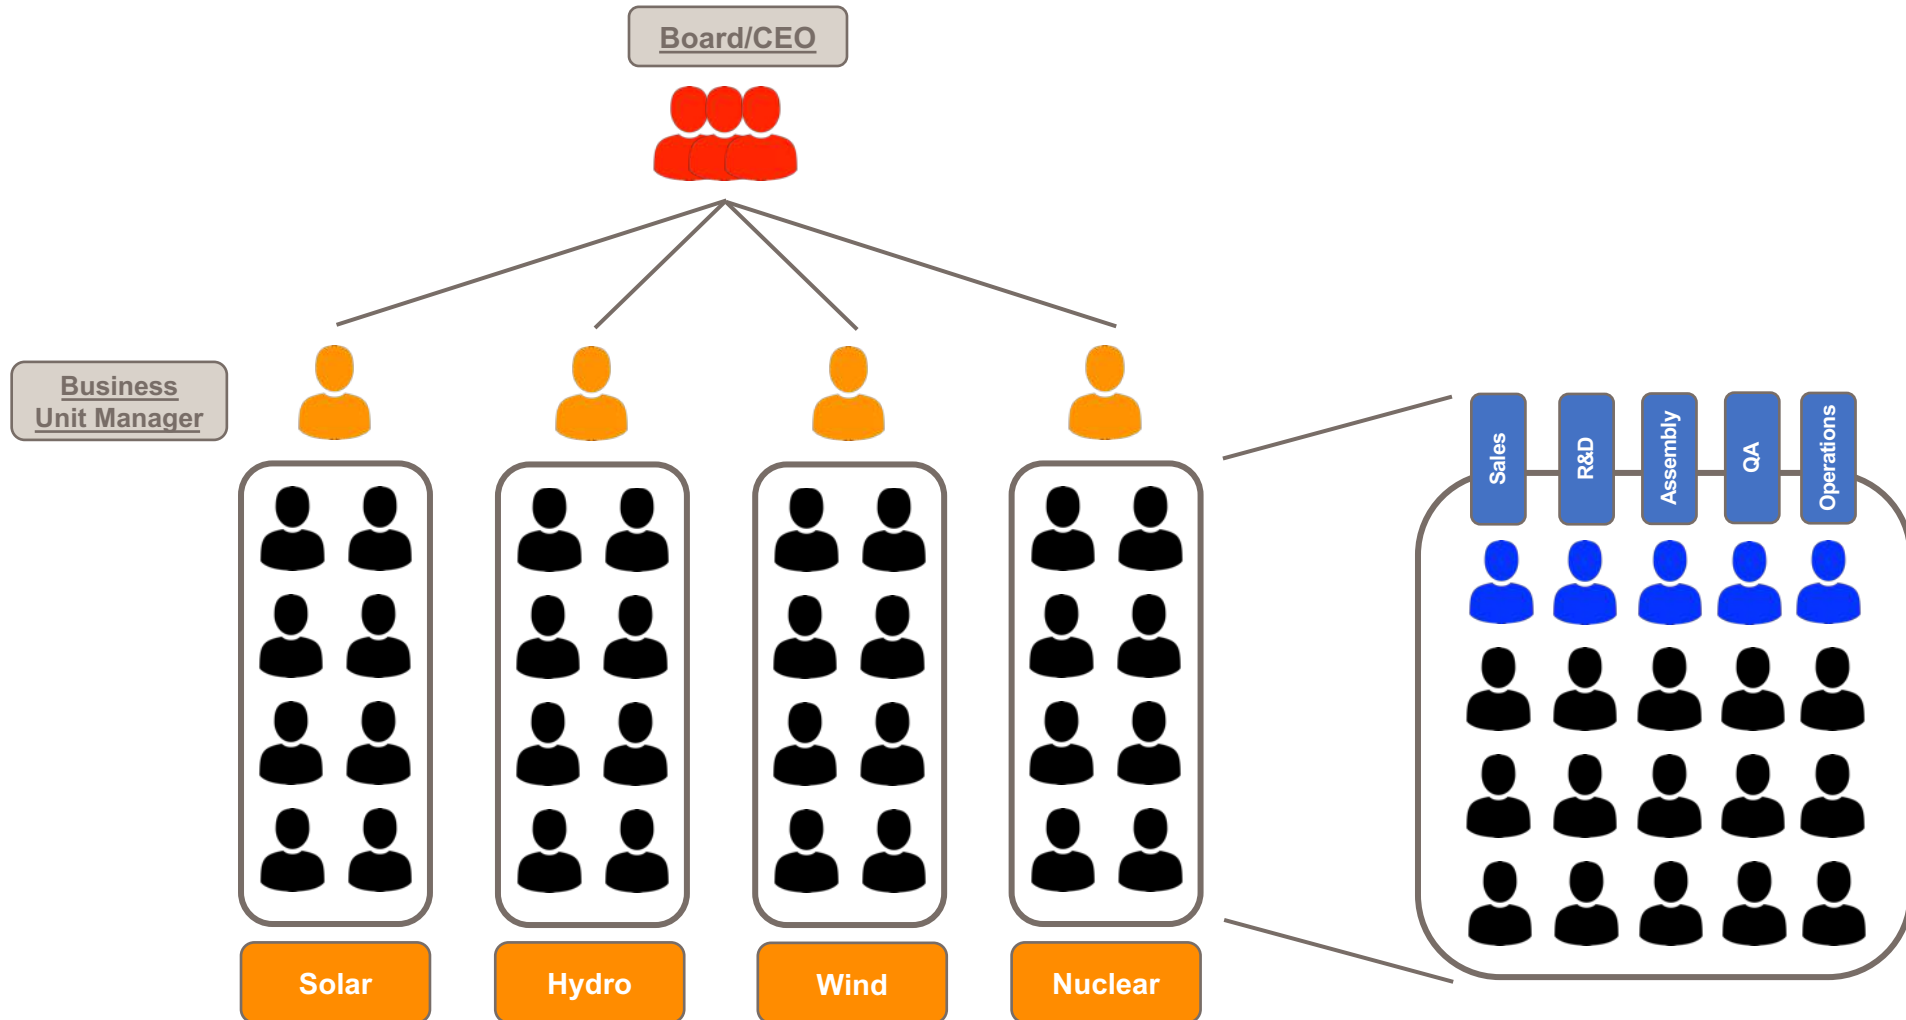 Board/CEO
Business
Unit Manager
Sales
R&D
Assembly
QA
Operations
Solar
Hydro
Wind
Nuclear